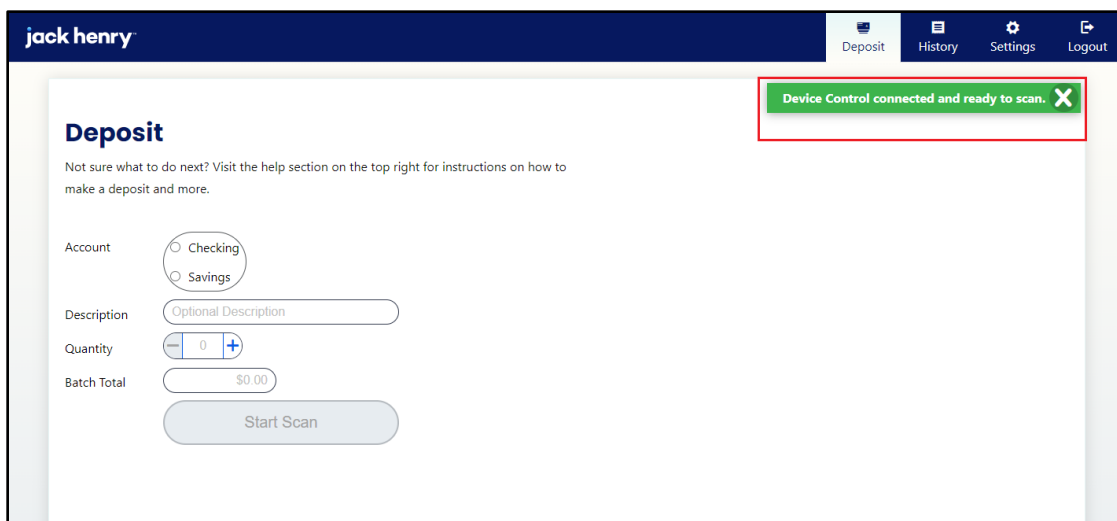 jack henry
Deposit
History
Settings
Logout
Device Control connected and ready to scan.
Deposit
Not sure what to do next? Visit the help section on the top right for instructions on how to
make a deposit and more.
Account
Checking
Savings
Description
Optional Description
Quantity
0
Batch Total
$0.00
Start Scan